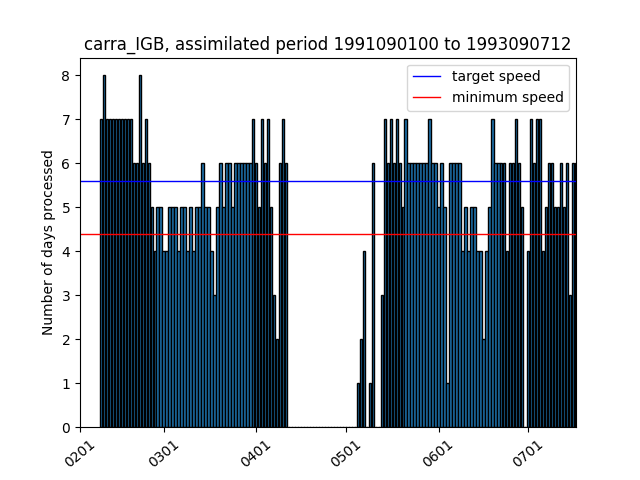 carra_IGB, assimilated period 1991090100 to 1993090712
target speed
minimum speed
Number of days processed
8
7
6
5
4
3
2
1
0
0201 0301 0401 0501 0601 0701